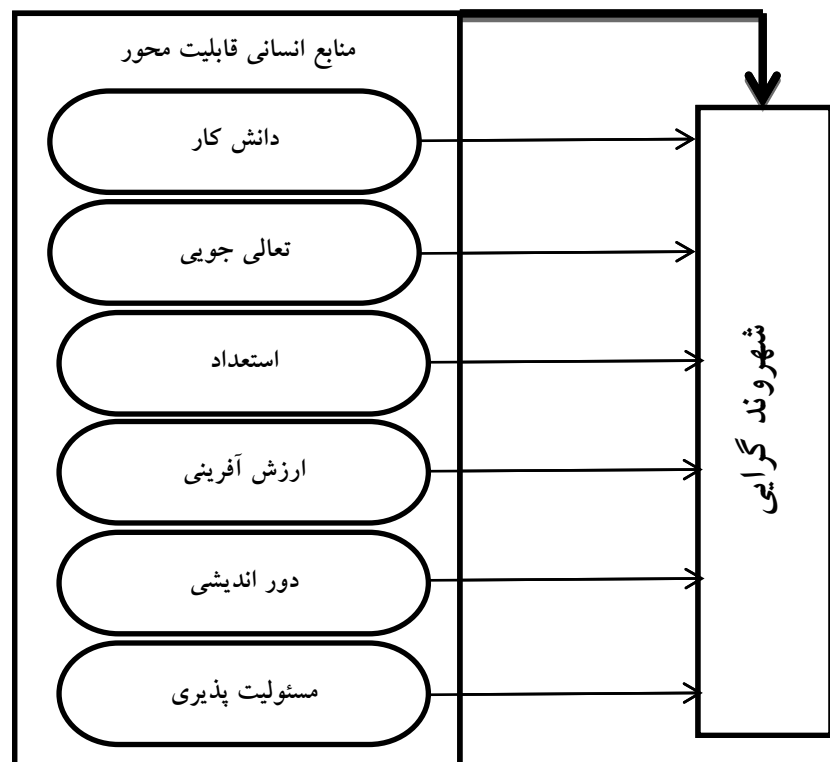 منابع انسانی قابلیت محور
دانش کار
تعالی جویی
استعداد
ارزش آفرینی
دور اندیشی
مسئولیت پذیری
شهروند گرایی